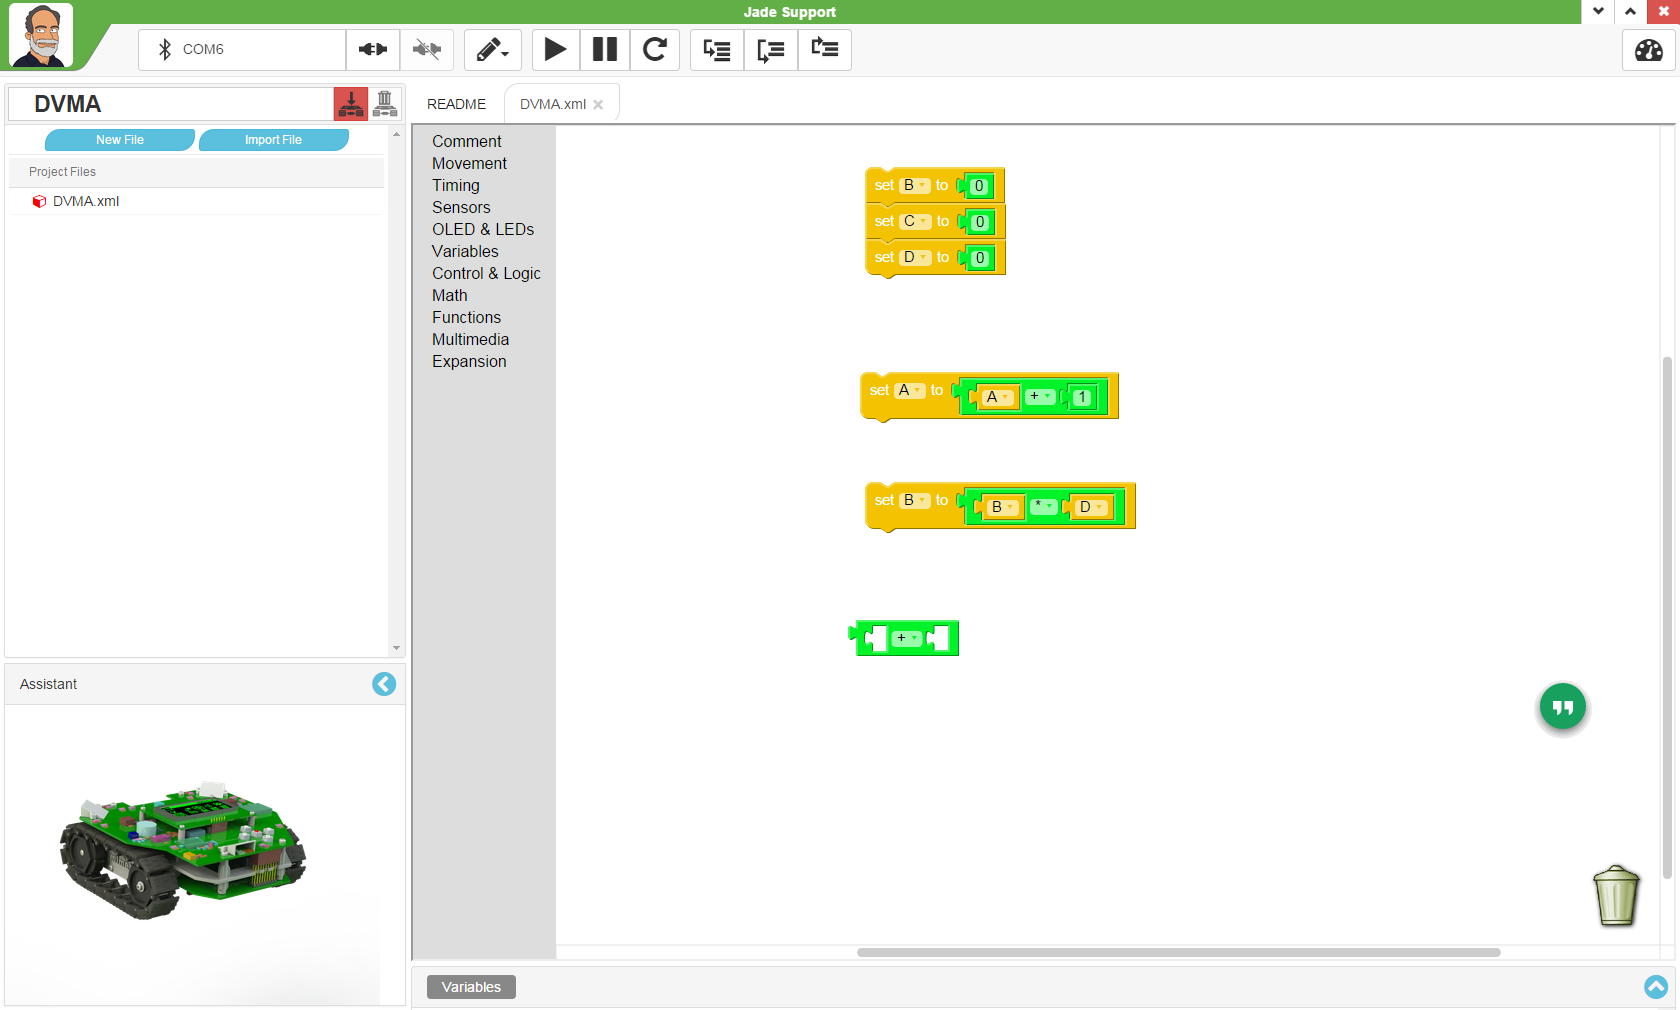 Jade Support
COM6
DVMA
New File
Import File
Project Files
DVMA.xml
Assistant
README
DVMA.xml
Comment
Movement
Timing
Sensors
OLED & LEDs
Variables
Control & Logic
Math
Functions
Multimedia
Expansion
set B to 0
set C to 0
set D to 0
set A to A + 1
set B to B * D
+
Variables